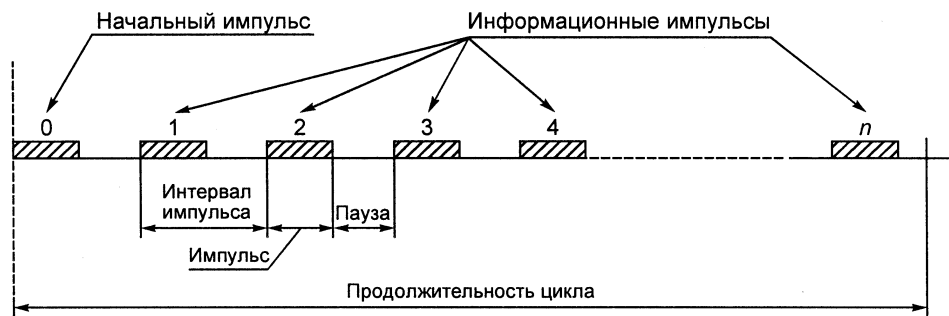 Начальный импульс
Информационные импульсы
0 1 2 3 4 n
Интервал
импульса
Пауза
Импульс
Продолжительность цикла